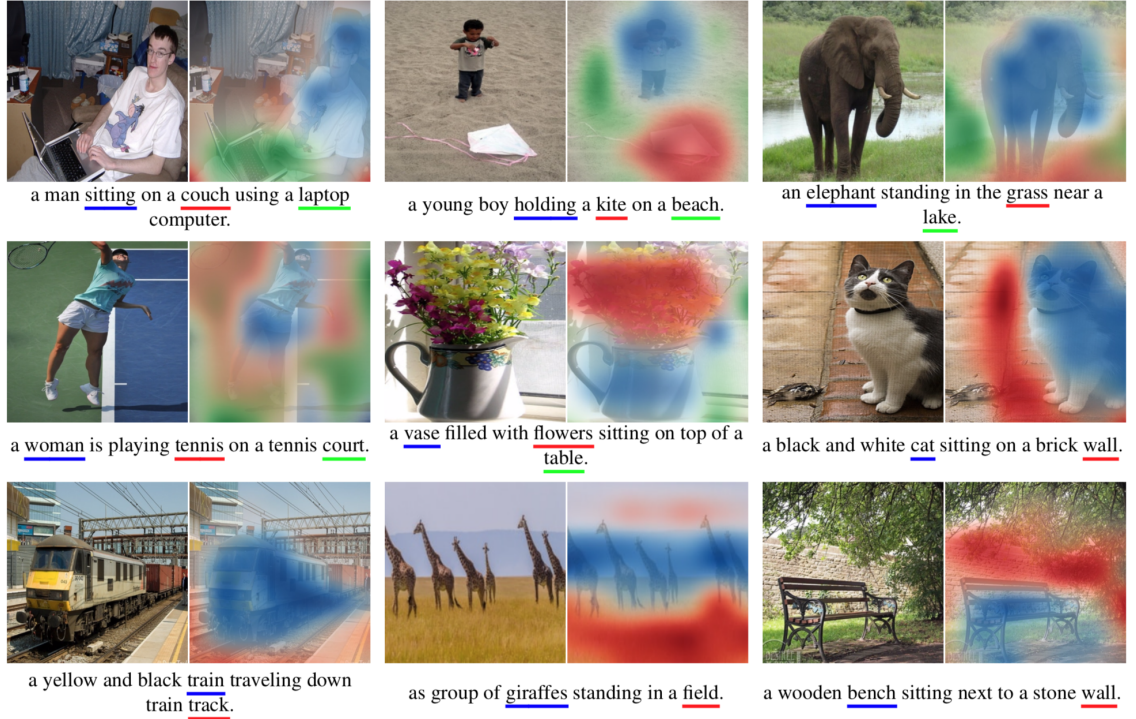 a man sitting on a couch using a laptop
computer.
a young boy holding a kite on a beach.
an elephant standing in the grass near a
lake.
a woman is playing tennis on a tennis court.
a vase filled with flowers sitting on top of a
table.
a black and white cat sitting on a brick wall.
a yellow and black train traveling down
train track.
as group of giraffes standing in a field.
a wooden bench sitting next to a stone wall.